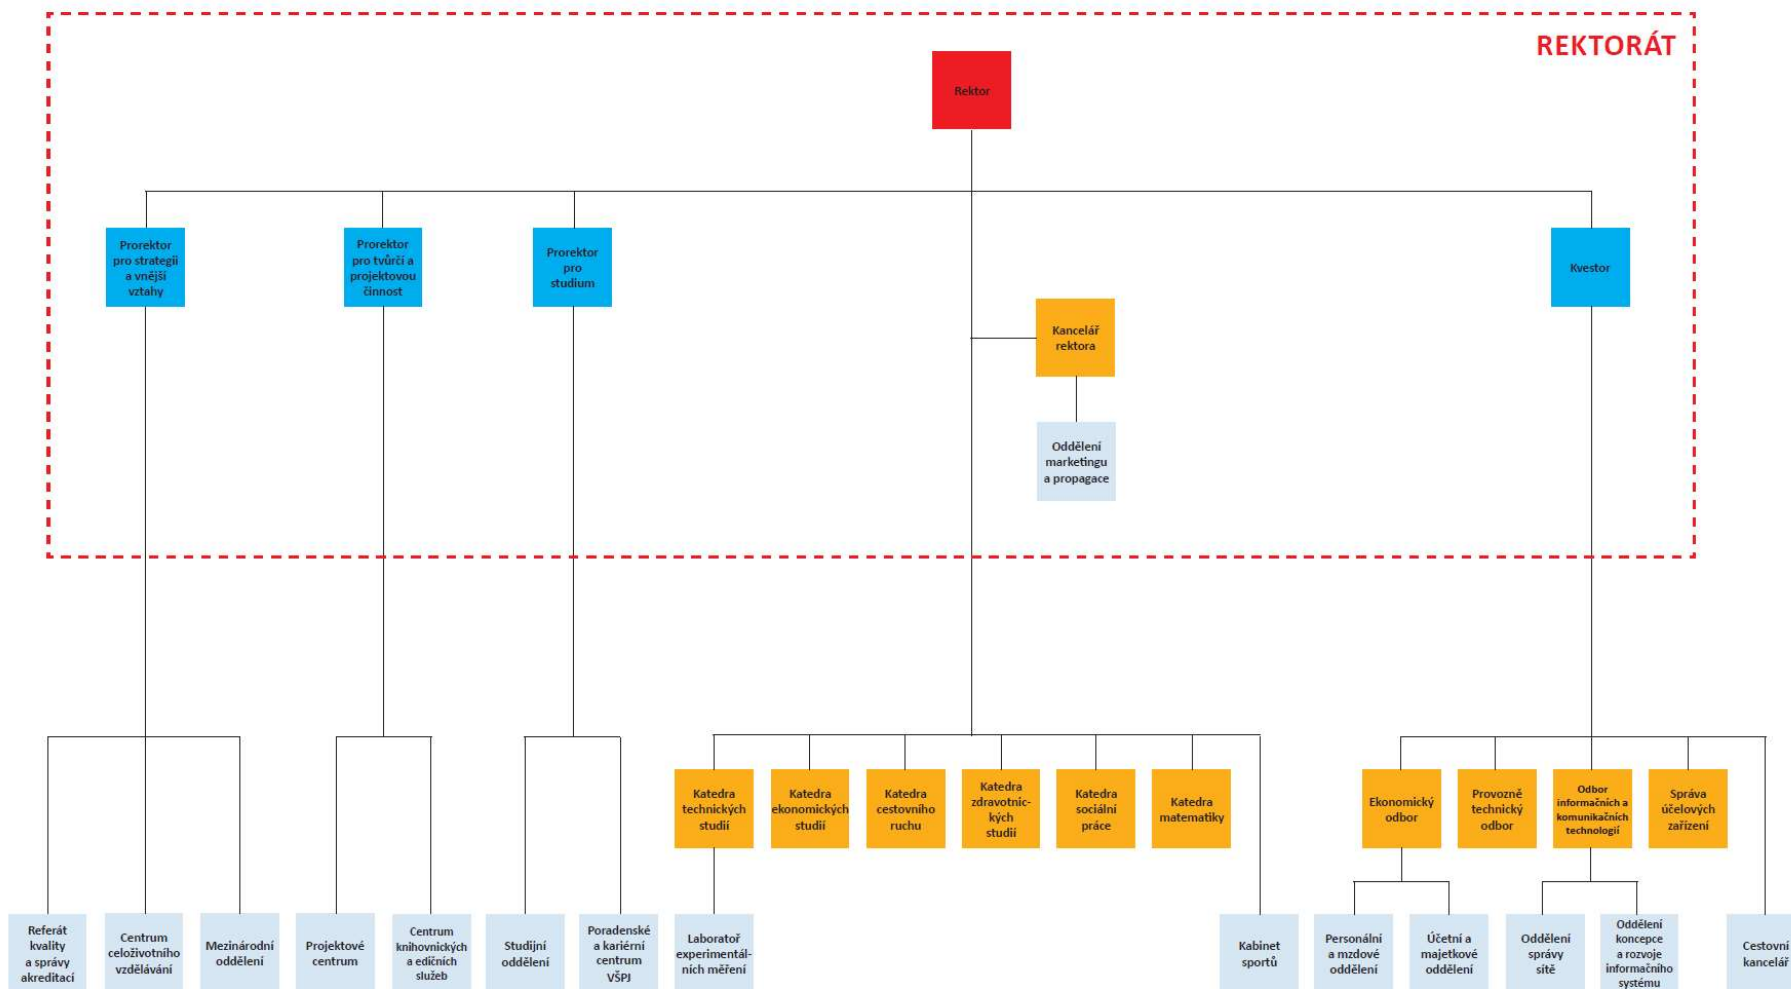 REKTORÁT
Rektor
Prorektor
pro strategii
a vnější
vztahy
Prorektor
pro tvůrčí a
projektovou
činnost
Prorektor
pro
studium
Kvestor
Kancelář
rektora
Oddělení
marketingu
a propagace
Katedra
technických
studií
Katedra
ekonomických
studií
Katedra
cestovního
ruchu
Katedra
zdravotnic-
kých
studií
Katedra
sociální
práce
Katedra
matematiky
Ekonomický
odbor
Provozně
technický
odbor
Odbor
informačních a
komunikačních
technologií
Správa
účelových
zařízení
Referát
kvality
a správy
akreditací
Centrum
celoživotního
vzdělávání
Mezinárodní
oddělení
Projektové
centrum
Centrum
knihovnických
a edičních
služeb
Studijní
oddělení
Poradenské
a kariérní
centrum
VŠPJ
Laboratoř
experimentál-
ních měření
Kabinet
sportů
Personální
a mzdové
oddělení
Účetní a
majetkové
oddělení
Oddělení
správy
sítě
Oddělení
koncepce
a rozvoje
informačního
systému
Cestovní
kancelář